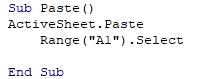 Sub Paste()
ActiveSheet.Paste
    Range("A1").Select
End Sub